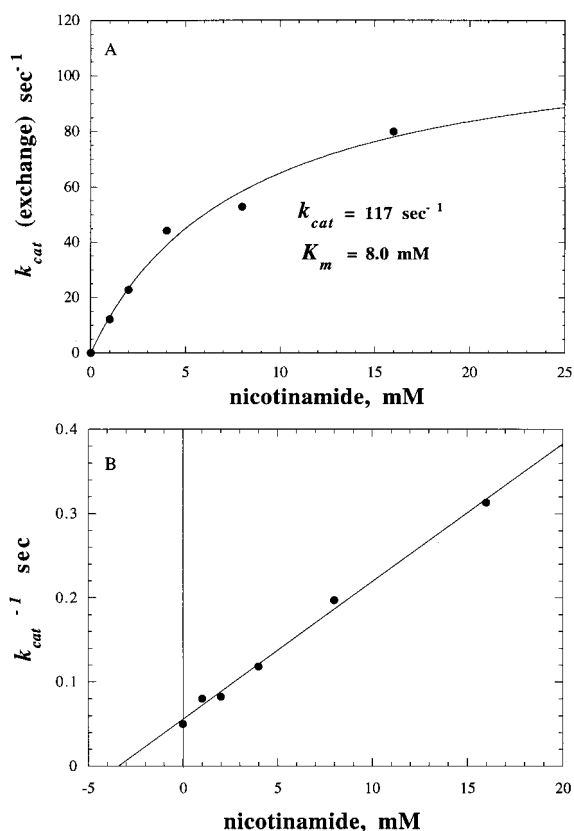 A
120
100
80
60
40
20
0
k_cat (exchange) sec⁻¹
k_cat = 117 sec⁻¹
K_m = 8.0 mM
0 5 10 15 20 25
nicotinamide, mM
B
0.4
0.3
0.2
0.1
0
k_cat⁻¹ sec
-5 0 5 10 15 20
nicotinamide, mM